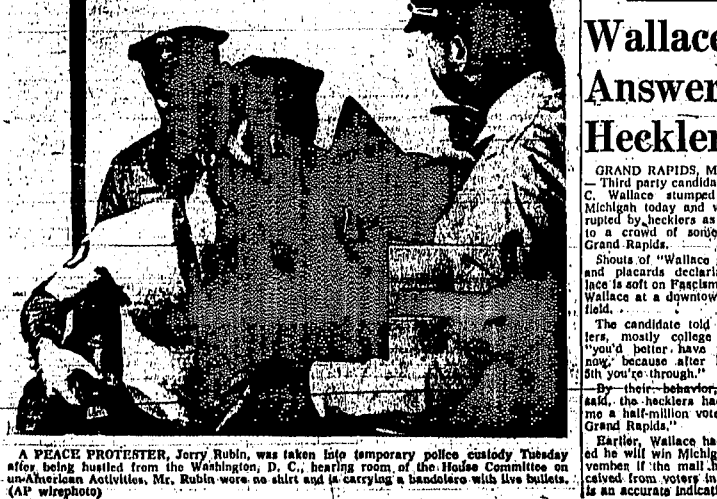 A PEACE PROTESTER, Jerry Rubin, was taken into temporary police custody Tuesday
after being hustled from the Washington, D. C., hearing room of the House Committee on
un-American Activities. Mr. Rubin wore no shirt and is carrying a bandolero with live bullets.
(AP wirephoto)
Wallace
Answer
Heckler
GRAND RAPIDS, M
— Third party candida
C. Wallace stumped
Michigan today and w
rupted by hecklers as
to a crowd of some
Grand Rapids.
Shouts of "Wallace
and placards declari
lace is soft on Fascism
Wallace at a downtow
field.
The candidate told
lers, mostly college
"you'd better have
now, because after
5th you're through."
By their behavior,
said, the hecklers ha
me a half-million vote
Grand Rapids."
Earlier, Wallace ha
ed he will win Michig
vember if the mail h
ceived from voters in
is an accurate indicati